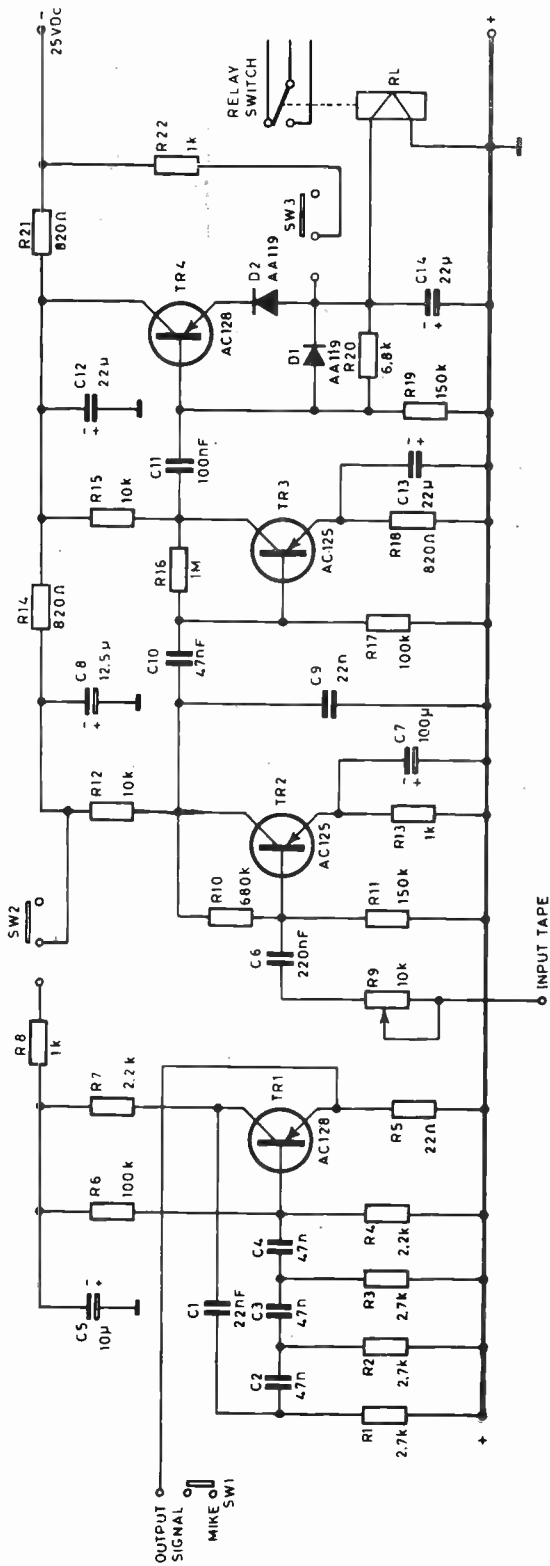 OUTPUT
SIGNAL
MIKE
SW1
C5
10µ
- +
R8
1k
SW2
R6
100k
R7
2.2k
C1
22nF
C2
47n
C3
47n
C4
47n
TR1
AC128
R1
2,7k
R2
2,7k
R3
2,7k
R4
2,2k
R5
22Ω
+
R12
10k
C8
12.5µ
- +
R14
820Ω
R10
680k
C6
220nF
TR2
AC125
R9
10k
R11
150k
R13
1k
C7
100µ
- +
INPUT TAPE
C9
22n
C10
47nF
R15
10k
R16
1M
C12
22µ
- +
R21
820Ω
C11
100nF
TR3
AC125
R17
100k
R18
820Ω
C13
22µ
- +
TR4
AC128
D2
AA119
D1
AA119
R20
6,8k
R19
150k
C14
22µ
- +
SW3
R22
1k
-
25VDc
RELAY
SWITCH
RL
+